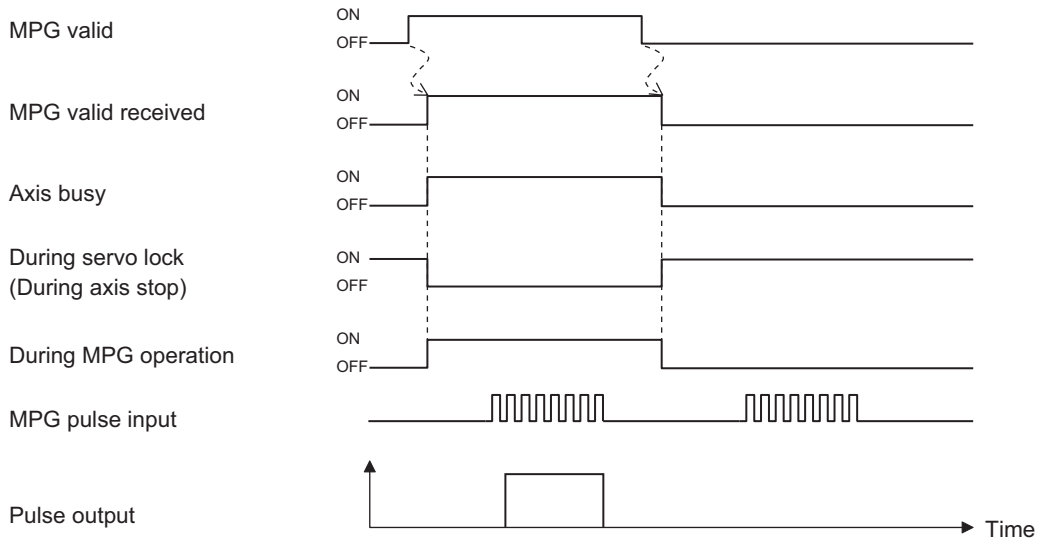 MPG valid
ON
OFF
MPG valid received
ON
OFF
Axis busy
ON
OFF
During servo lock
(During axis stop)
ON
OFF
During MPG operation
ON
OFF
MPG pulse input
Pulse output
Time